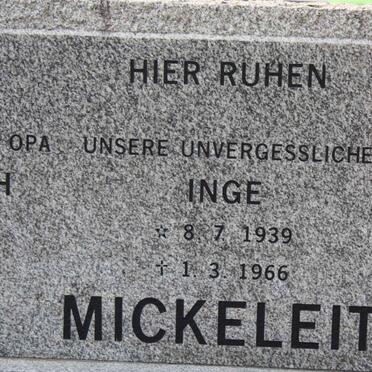 HIER RUHEN
OPA UNSERE UNVERGESSLICHE
H INGE
☆ 8. 7. 1939
† 1. 3. 1966
MICKELEIT